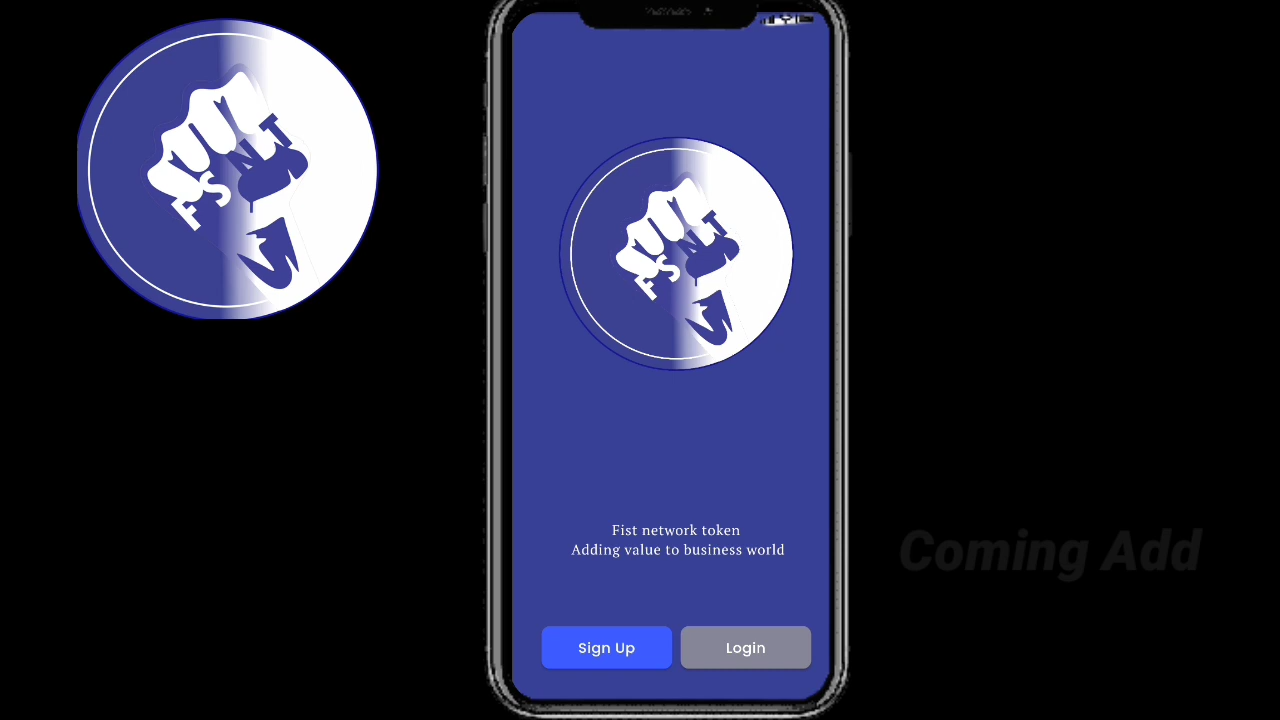 FSNT
FSNT
Fist network token
Adding value to business world
Sign Up
Login
Coming Add